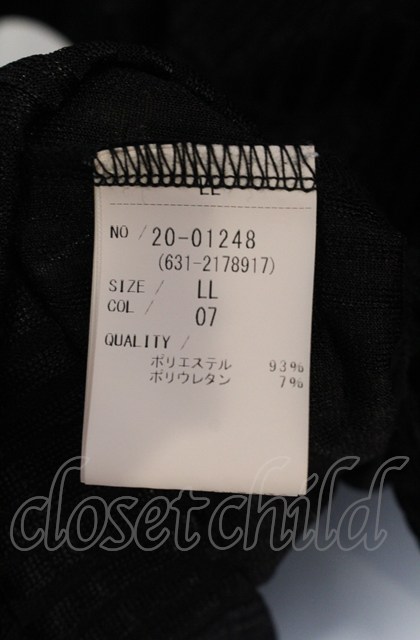 LL
NO / 20-01248
(631-2178917)
SIZE / LL
COL / 07
QUALITY /
ポリエステル 93%
ポリウレタン 7%
closetchild